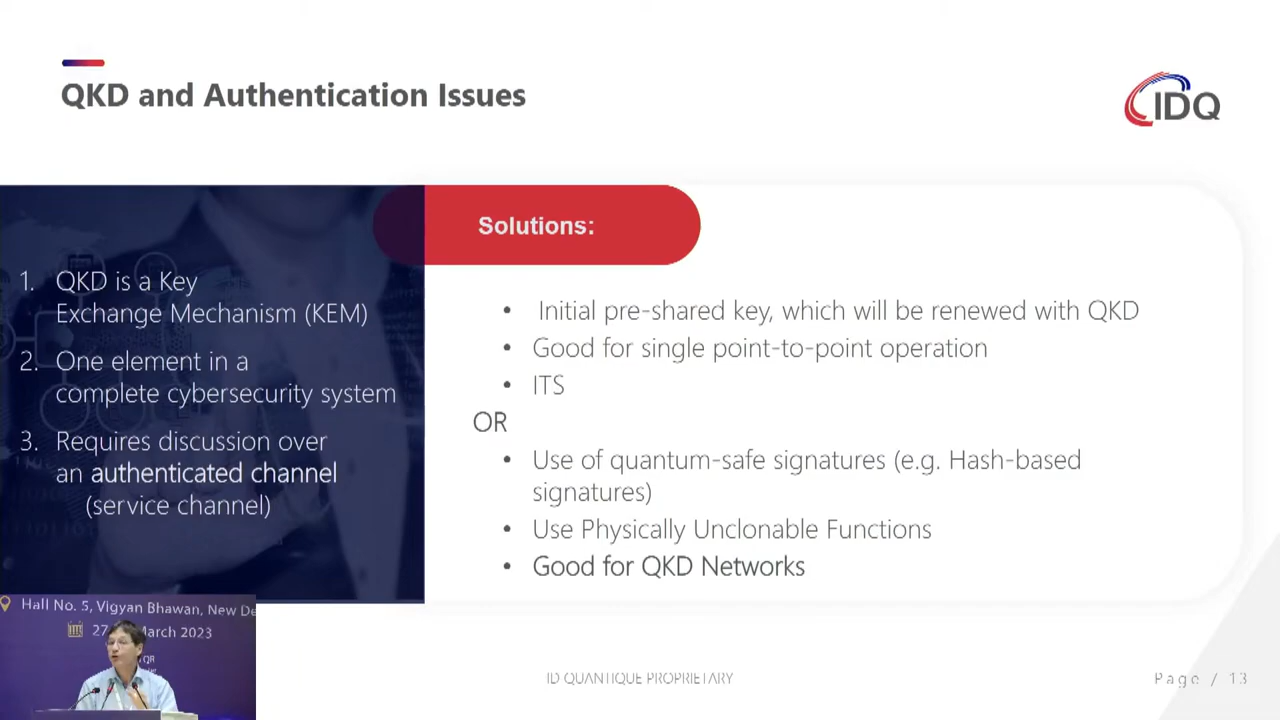 QKD and Authentication Issues
IDQ
Solutions:
1. QKD is a Key
Exchange Mechanism (KEM)
2. One element in a
complete cybersecurity system
3. Requires discussion over
an authenticated channel
(service channel)
• Initial pre-shared key, which will be renewed with QKD
• Good for single point-to-point operation
• ITS
OR
• Use of quantum-safe signatures (e.g. Hash-based
signatures)
• Use Physically Unclonable Functions
• Good for QKD Networks
Hall No. 5, Vigyan Bhawan, New De
27 March 2023
QR
ID QUANTIQUE PROPRIETARY
Page / 13